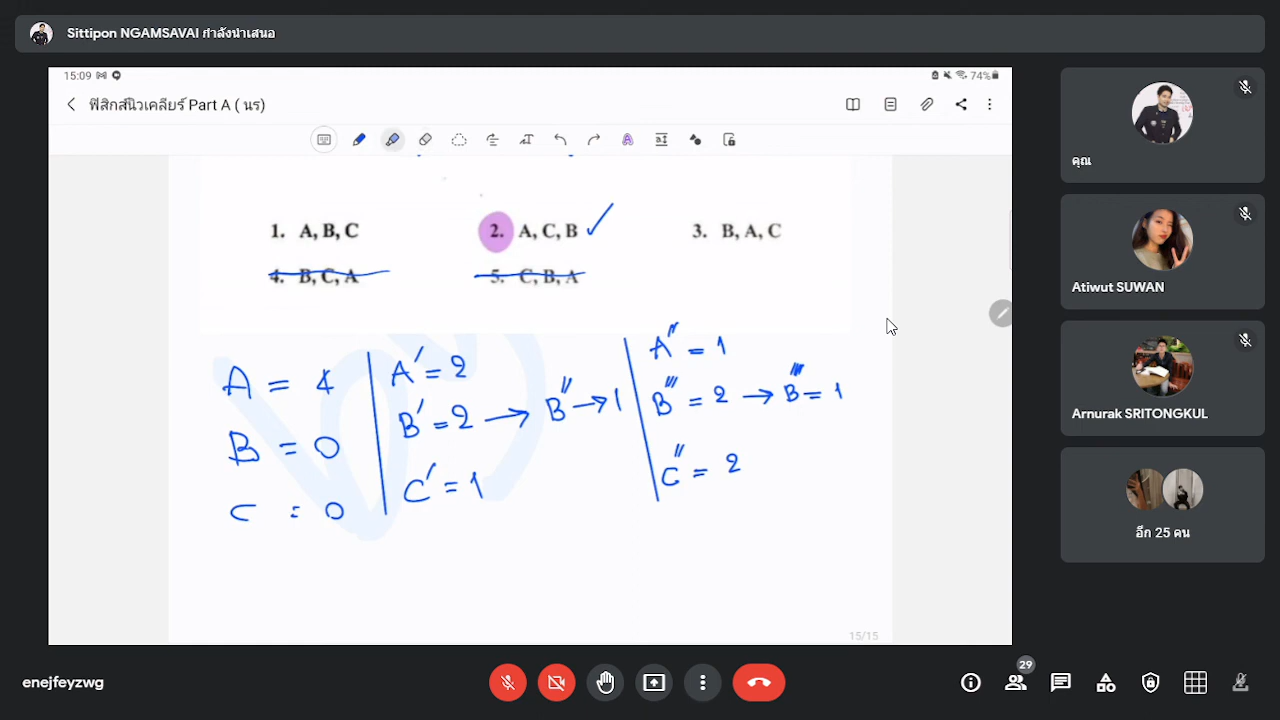 Sittipon NGAMSAVAI กำลังนำเสนอ
15:09
74%
ฟิสิกส์นิวเคลียร์ Part A ( นร)
1. A, B, C
2. A, C, B
3. B, A, C
4. B, C, A
5. C, B, A
A = 4
B = 0
C = 0
A' = 2
B' = 2 → B'' → 1
C' = 1
A'' = 1
B''' = 2 → B'''' = 1
C'' = 2
15/15
คุณ
Atiwut SUWAN
Arnurak SRITONGKUL
อีก 25 คน
enejfeyzwg
29